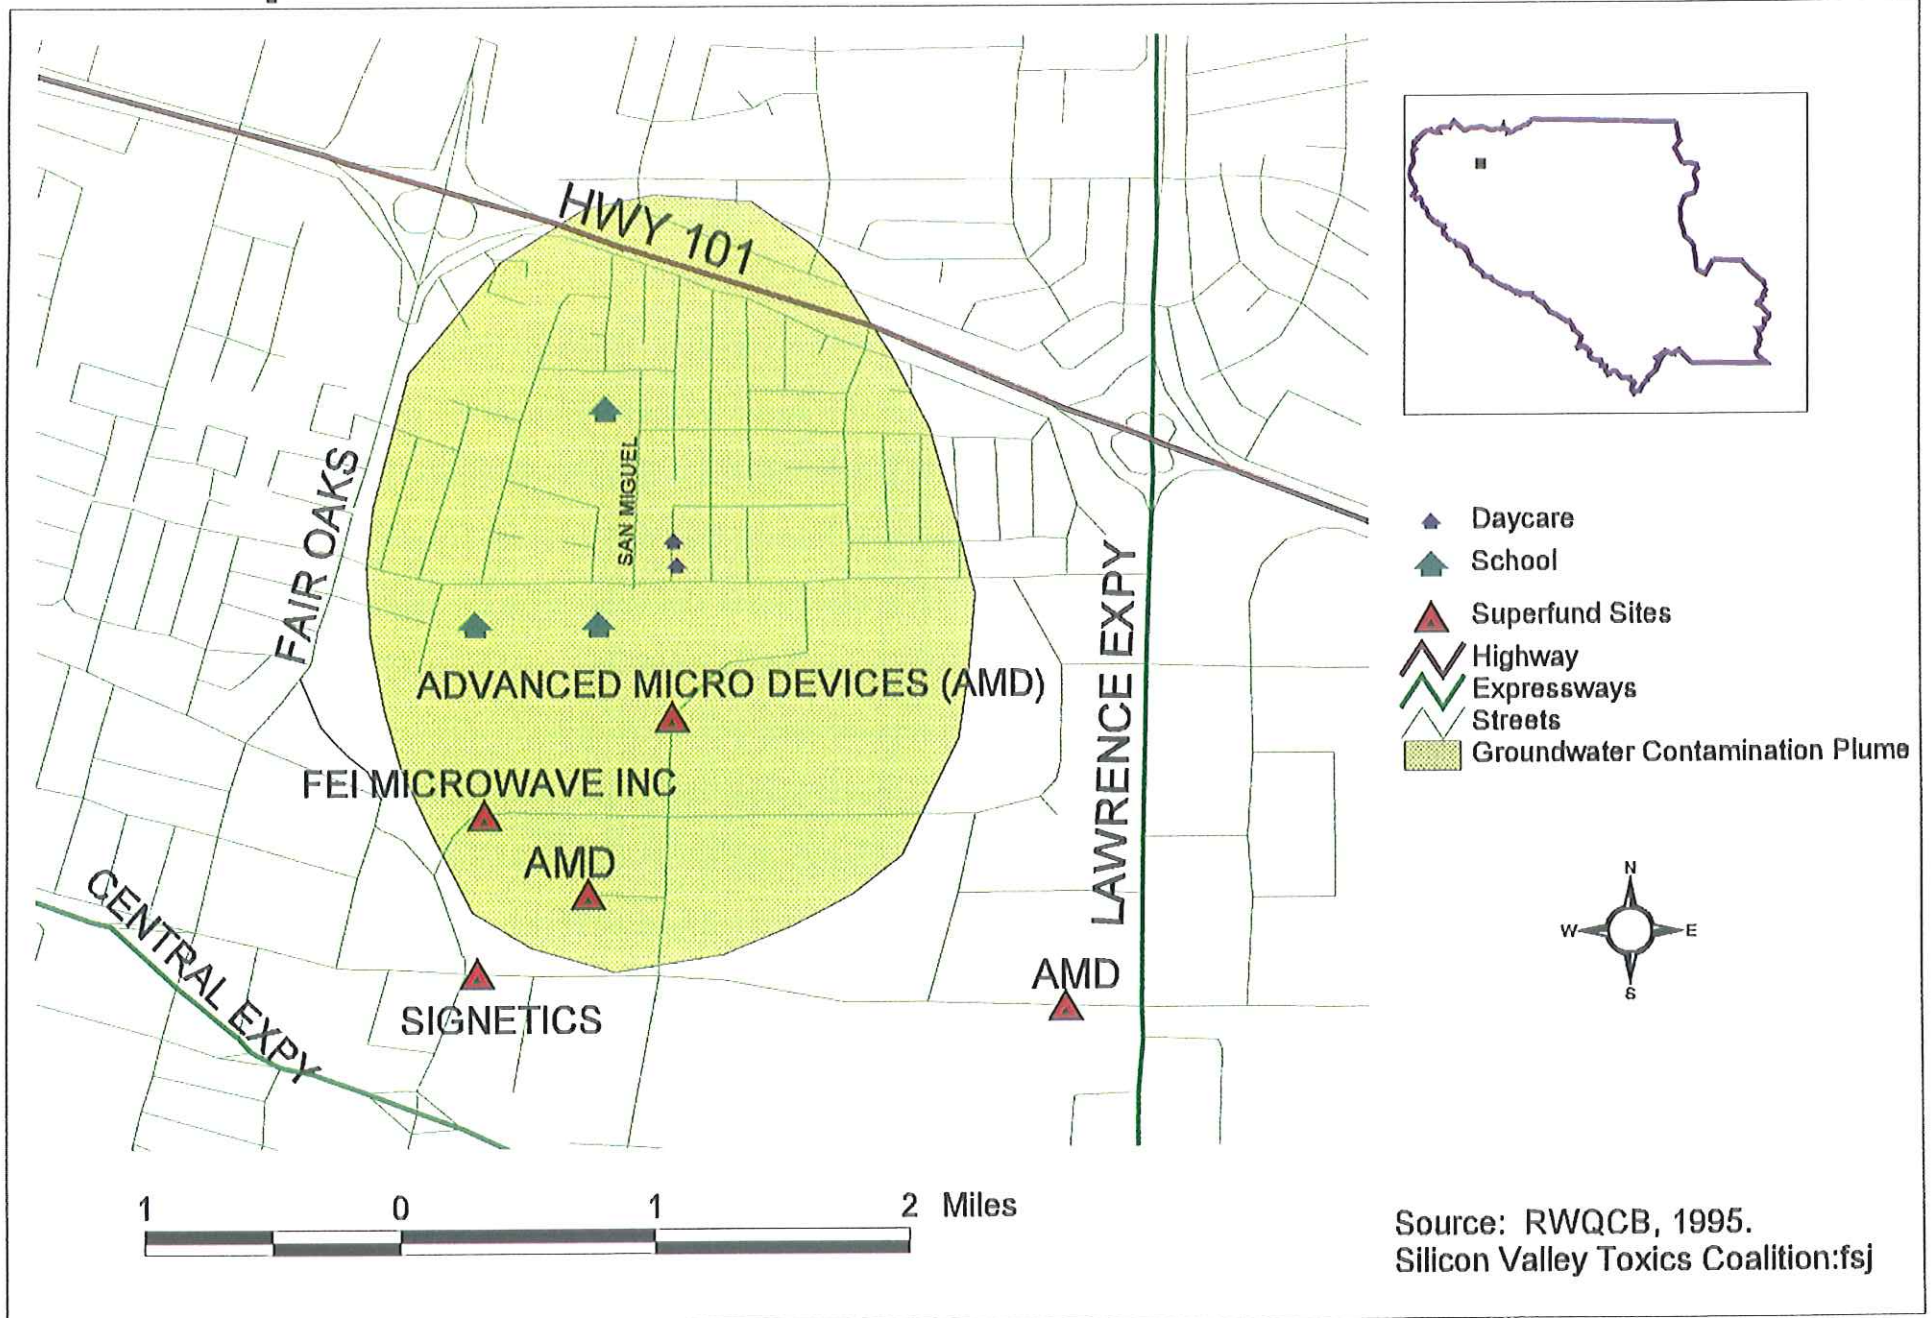 HWY 101
SAN MIGUEL
FAIR OAKS
ADVANCED MICRO DEVICES (AMD)
FEI MICROWAVE INC
AMD
LAWRENCE EXPY
CENTRAL EXPY
SIGNETICS
AMD
Daycare
School
Superfund Sites
Highway
Expressways
Streets
Groundwater Contamination Plume
N
W E
S
1 0 1 2 Miles
Source: RWQCB, 1995.
Silicon Valley Toxics Coalition:fsj